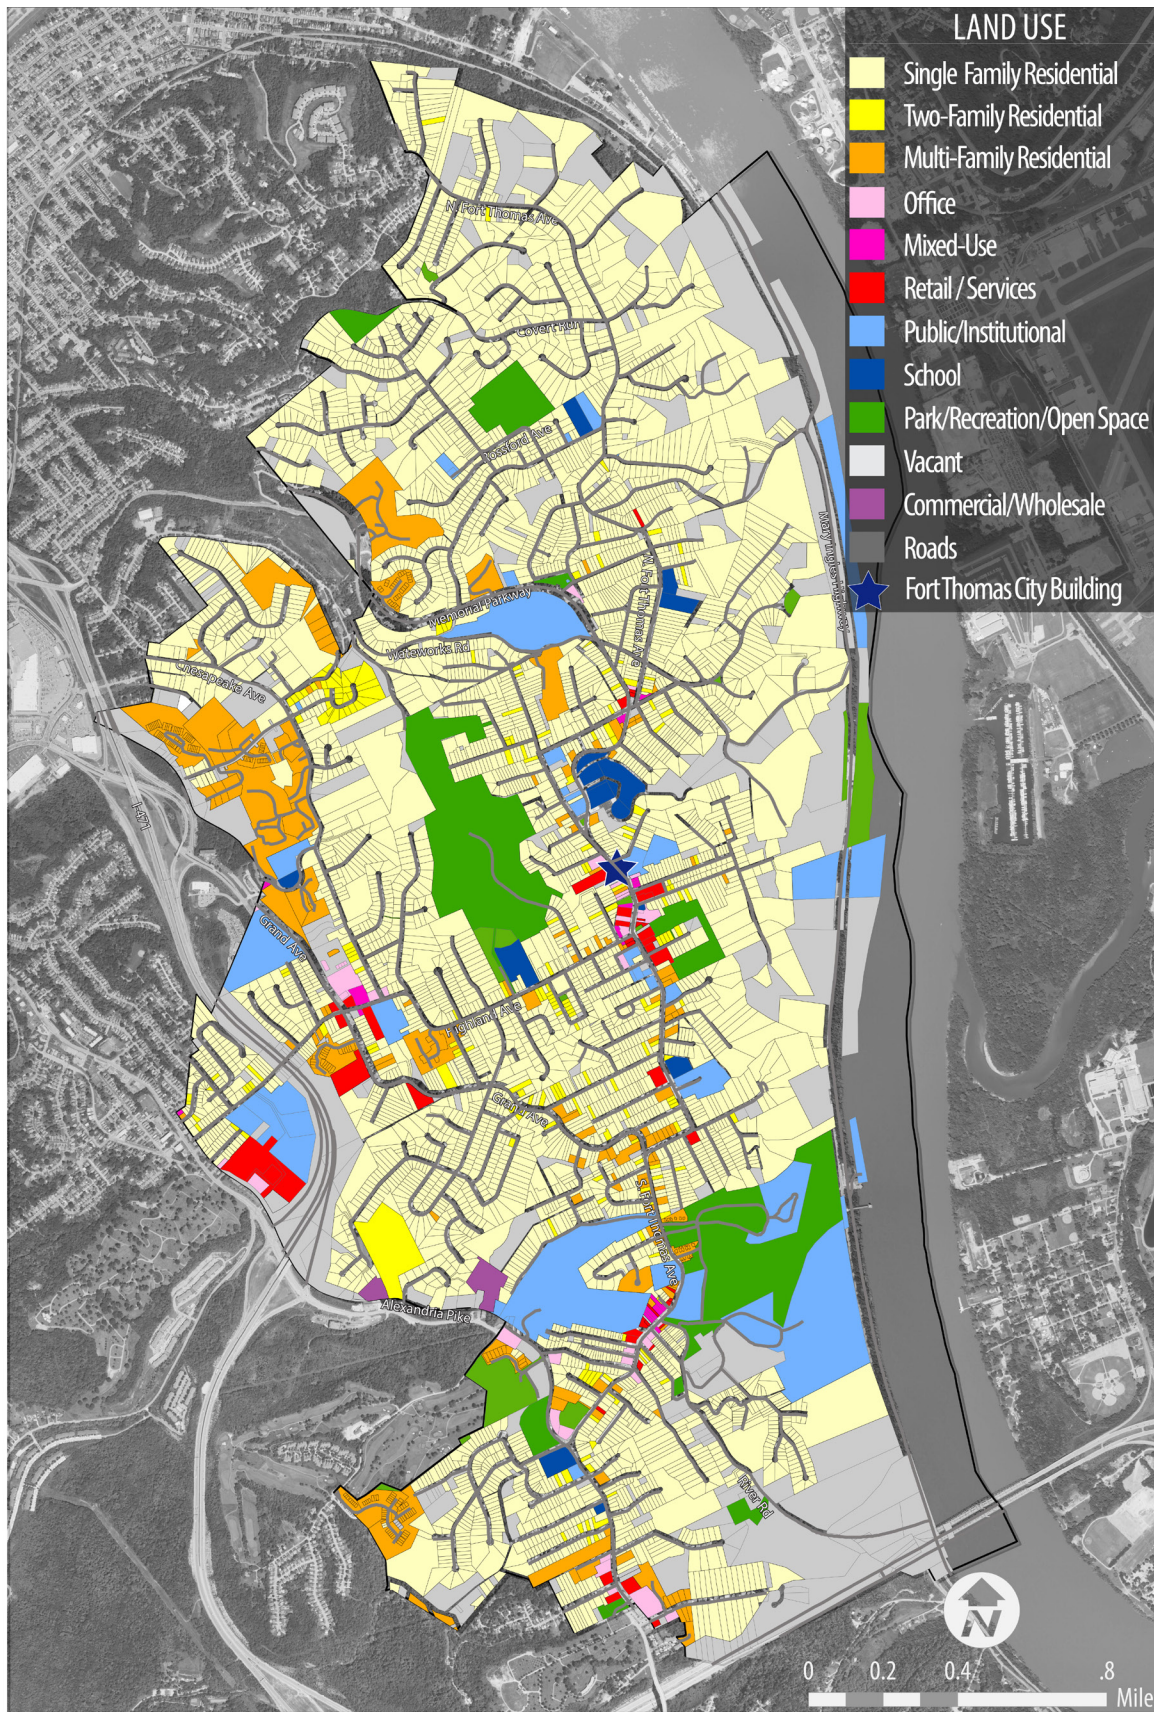 LAND USE
Single Family Residential
Two-Family Residential
Multi-Family Residential
Office
Mixed-Use
Retail / Services
Public/Institutional
School
Park/Recreation/Open Space
Vacant
Commercial/Wholesale
Roads
Fort Thomas City Building
N. Fort Thomas Ave
Covert Run
Rossford Ave
Mary Ingles Highway
N. Fort Thomas Ave
Memorial Parkway
Waterworks Rd
Chesapeake Ave
I-471
Grand Ave
Highland Ave
Grand Ave
S. Fort Thomas Ave
Alexandria Pike
River Rd
N
0 0.2 0.4 .8
Mile